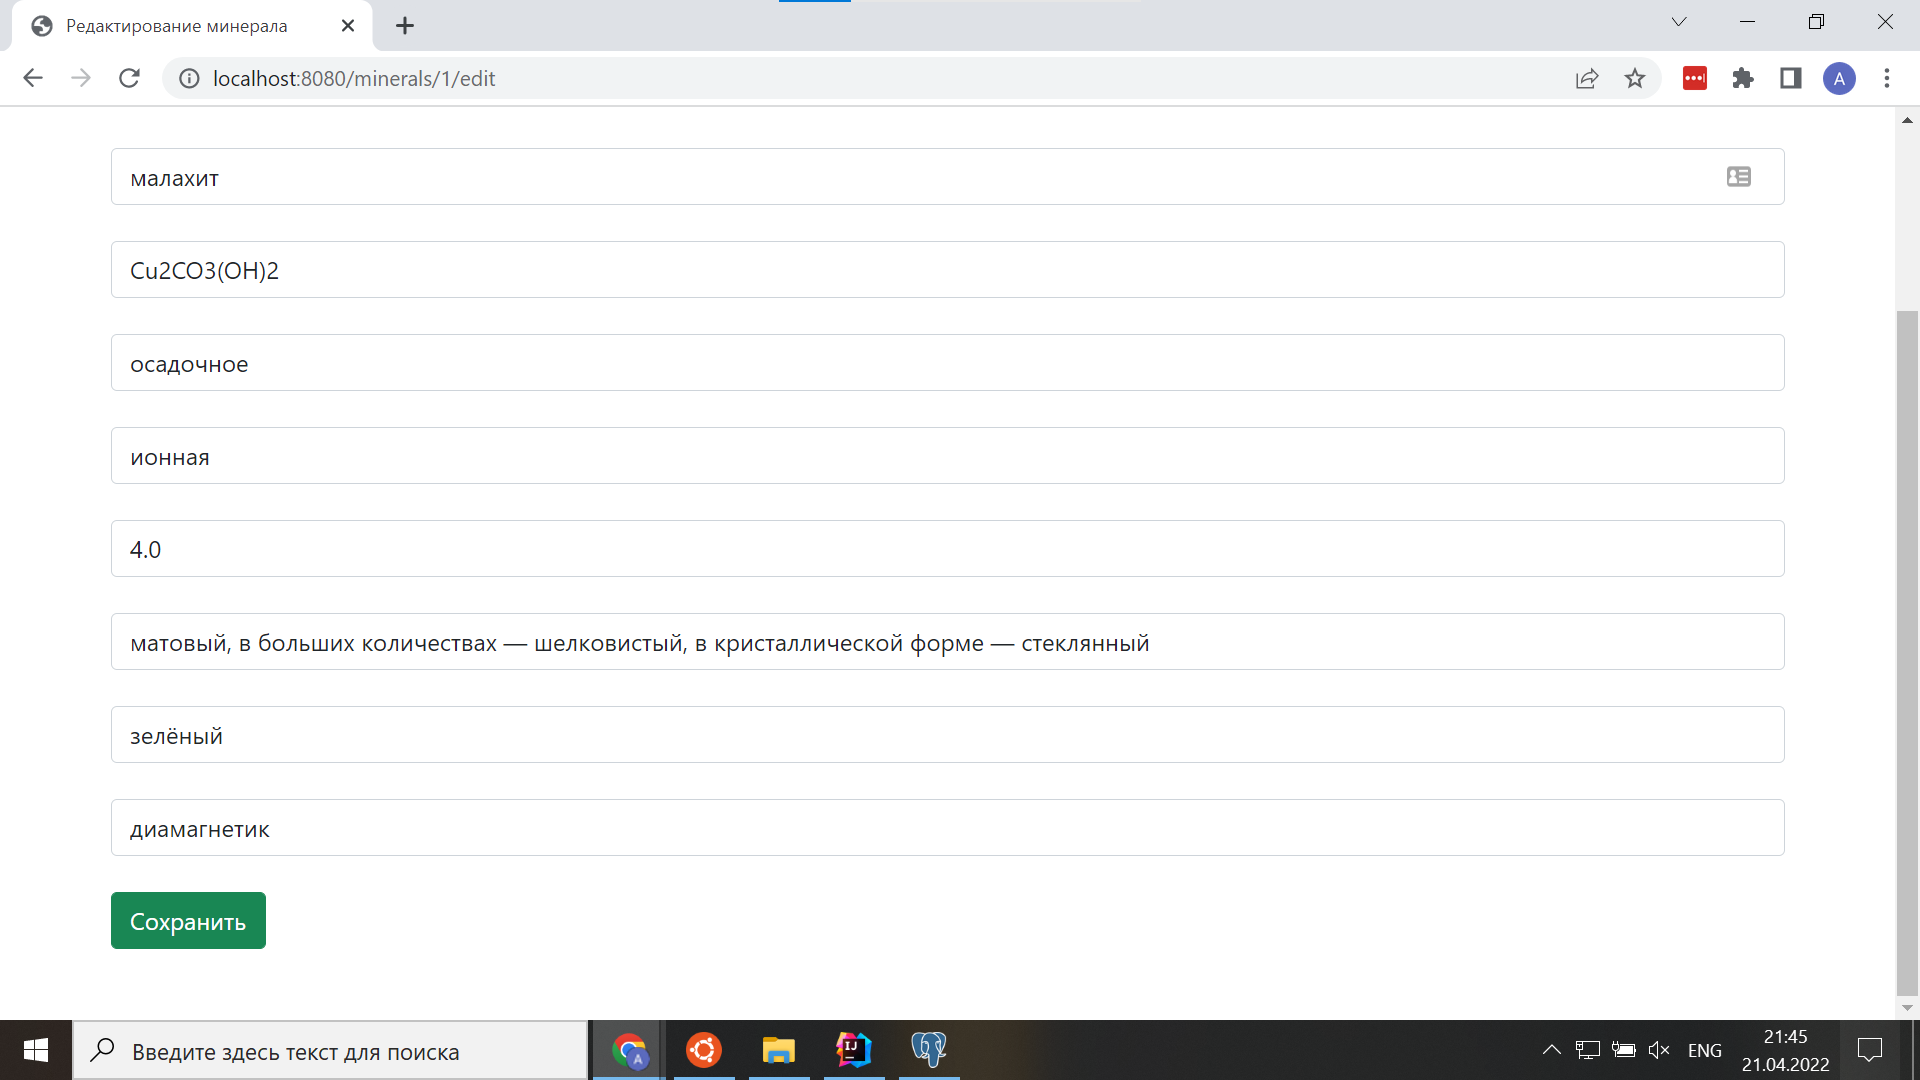 Редактирование минерала
localhost:8080/minerals/1/edit
A
малахит
Cu2CO3(OH)2
осадочное
ионная
4.0
матовый, в больших количествах — шелковистый, в кристаллической форме — стеклянный
зелёный
диамагнетик
Сохранить
Введите здесь текст для поиска
A
IJ
ENG
21:45
21.04.2022